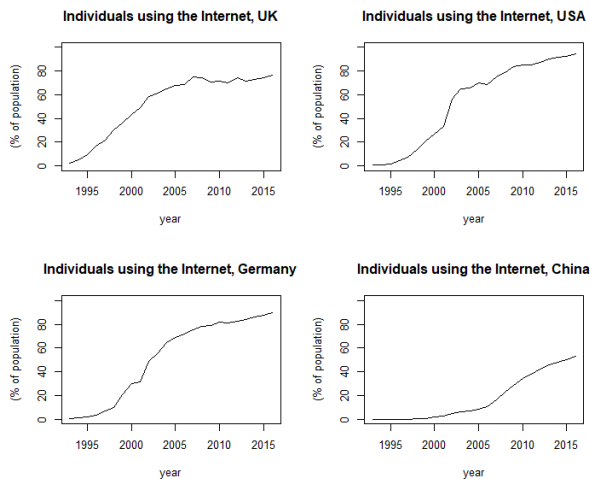 Individuals using the Internet, UK
(% of population)
80
60
40
20
0
1995 2000 2005 2010 2015
year
Individuals using the Internet, USA
(% of population)
80
60
40
20
0
1995 2000 2005 2010 2015
year
Individuals using the Internet, Germany
(% of population)
80
60
40
20
0
1995 2000 2005 2010 2015
year
Individuals using the Internet, China
(% of population)
80
60
40
20
0
1995 2000 2005 2010 2015
year